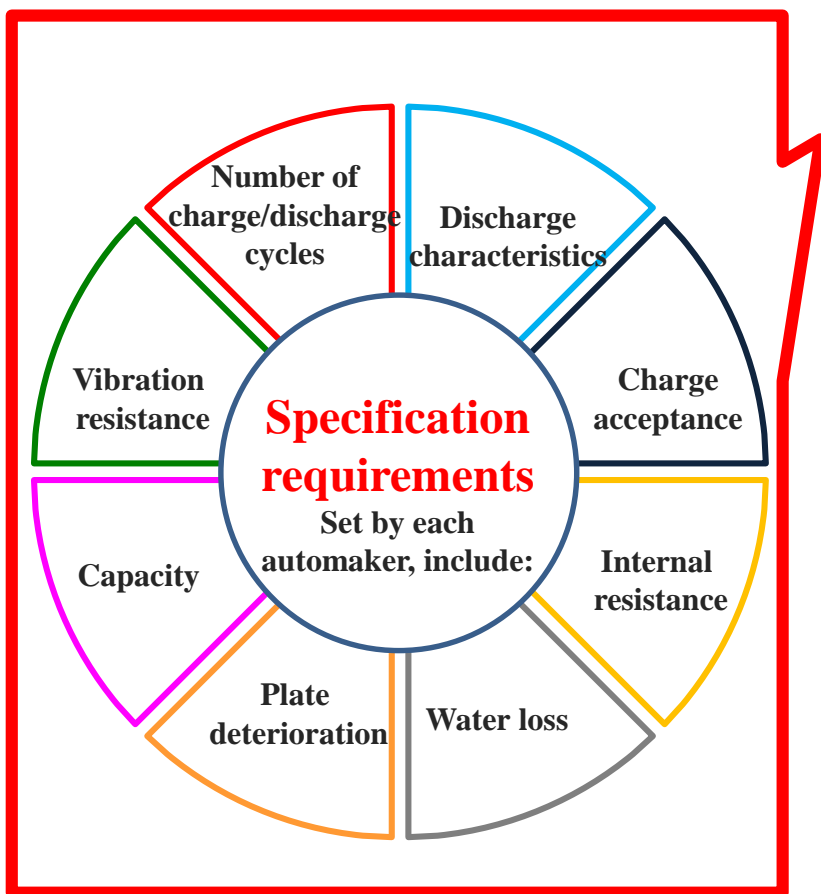 Specification
requirements
Set by each
automaker, include:
Number of
charge/discharge
cycles
Discharge
characteristics
Charge
acceptance
Internal
resistance
Water loss
Plate
deterioration
Capacity
Vibration
resistance